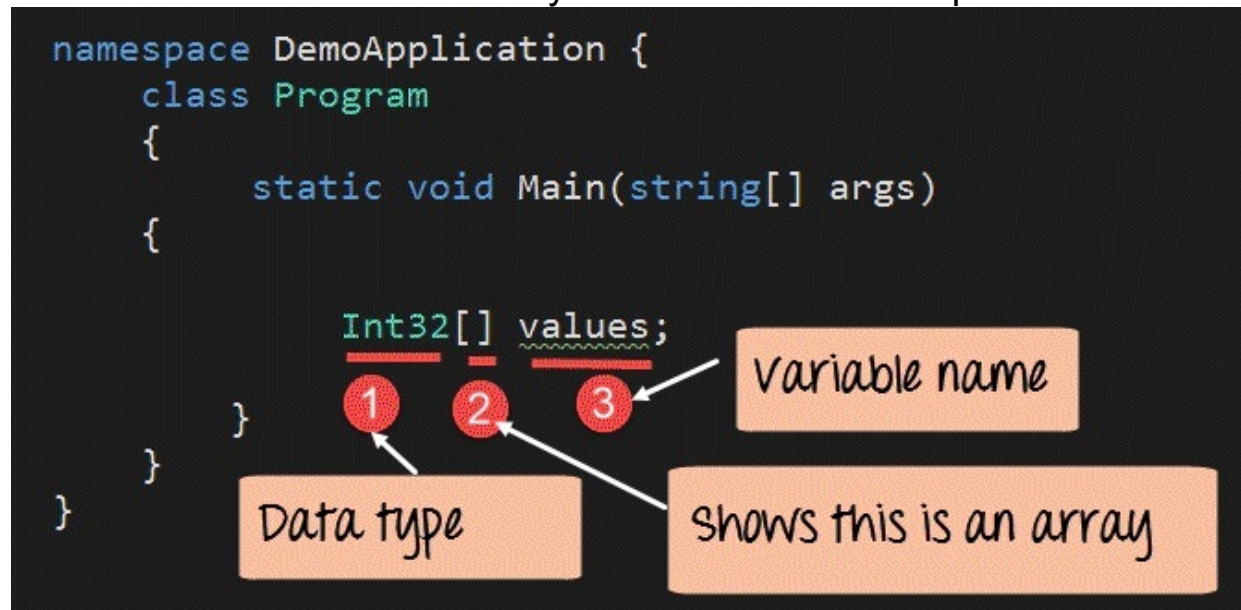 namespace DemoApplication {
class Program
{
static void Main(string[] args)
{
Int32[] values;
Variable name
1 2 3
}
}
}
Data type
Shows this is an array